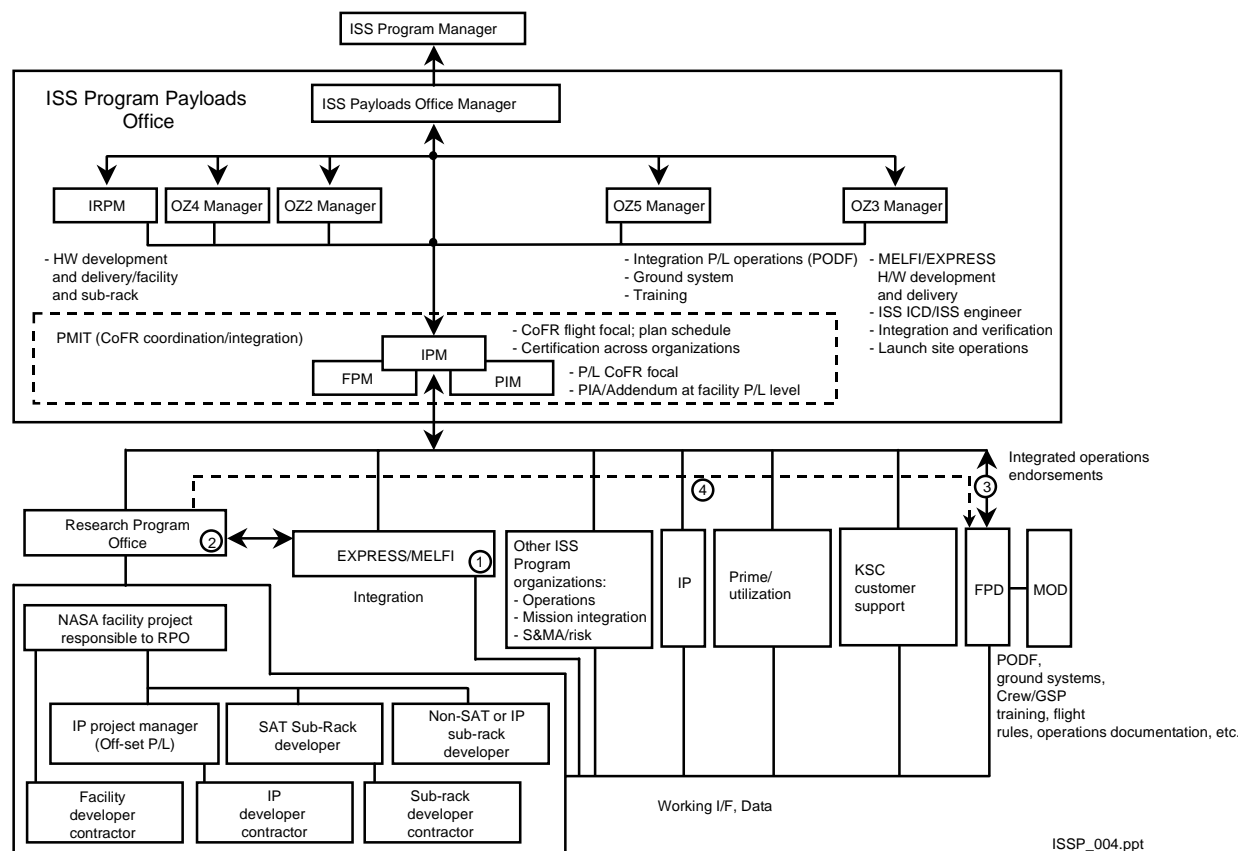 ISS Program Manager
ISS Program Payloads
Office
ISS Payloads Office Manager
IRPM
OZ4 Manager
OZ2 Manager
OZ5 Manager
OZ3 Manager
- HW development
and delivery/facility
and sub-rack
- Integration P/L operations (PODF)
- Ground system
- Training
- MELFI/EXPRESS
H/W development
and delivery
- ISS ICD/ISS engineer
- Integration and verification
- Launch site operations
PMIT (CoFR coordination/integration)
- CoFR flight focal; plan schedule
- Certification across organizations
IPM
FPM
PIM
- P/L CoFR focal
- PIA/Addendum at facility P/L level
Integrated operations
endorsements
4
3
Research Program
Office
2
EXPRESS/MELFI
1
Integration
Other ISS
Program
organizations:
- Operations
- Mission integration
- S&MA/risk
IP
Prime/
utilization
KSC
customer
support
FPD
MOD
NASA facility project
responsible to RPO
PODF,
ground systems,
Crew/GSP
training, flight
rules, operations documentation, etc.
IP project manager
(Off-set P/L)
SAT Sub-Rack
developer
Non-SAT or IP
sub-rack
developer
Facility
developer
contractor
IP
developer
contractor
Sub-rack
developer
contractor
Working I/F, Data
ISSP_004.ppt